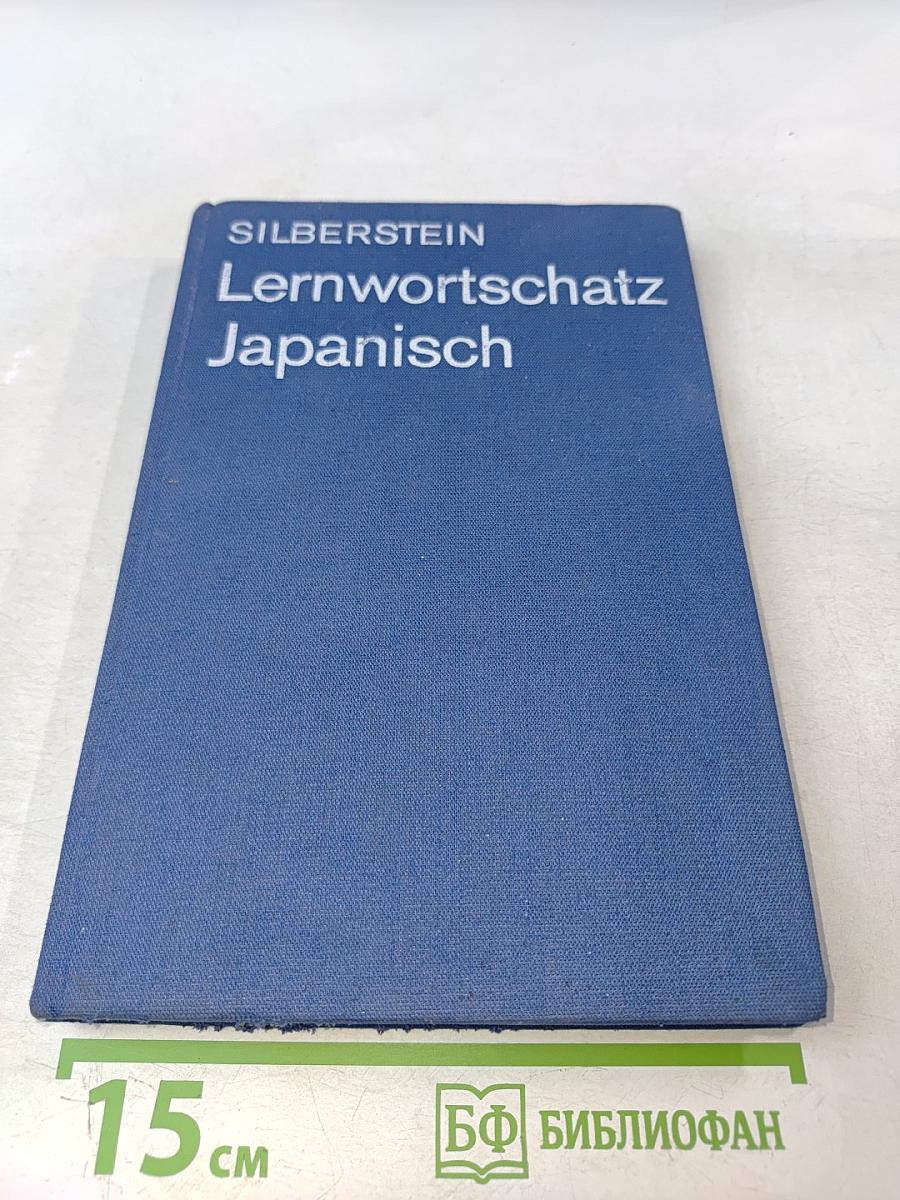 SILBERSTEIN
Lernwortschatz
Japanisch
15 см
БФ БИБЛИОФАН